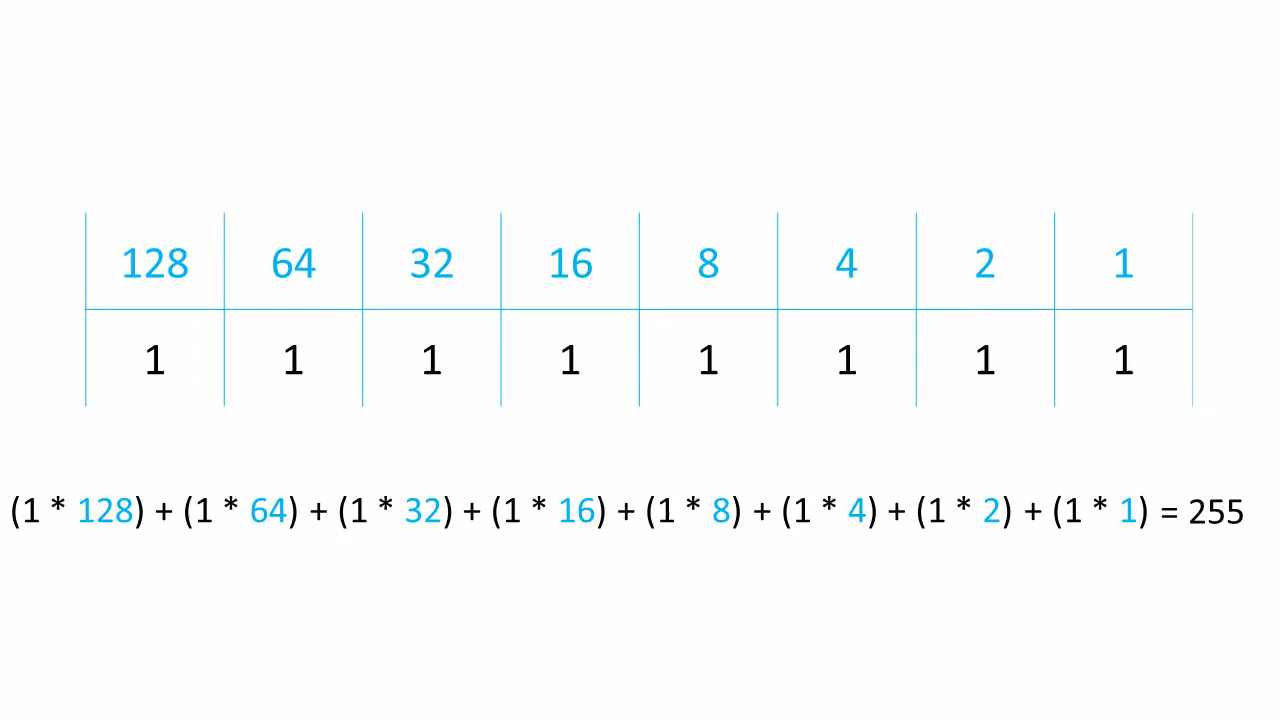 128 64 32 16 8 4 2 1
1 1 1 1 1 1 1 1
(1 * 128) + (1 * 64) + (1 * 32) + (1 * 16) + (1 * 8) + (1 * 4) + (1 * 2) + (1 * 1) = 255